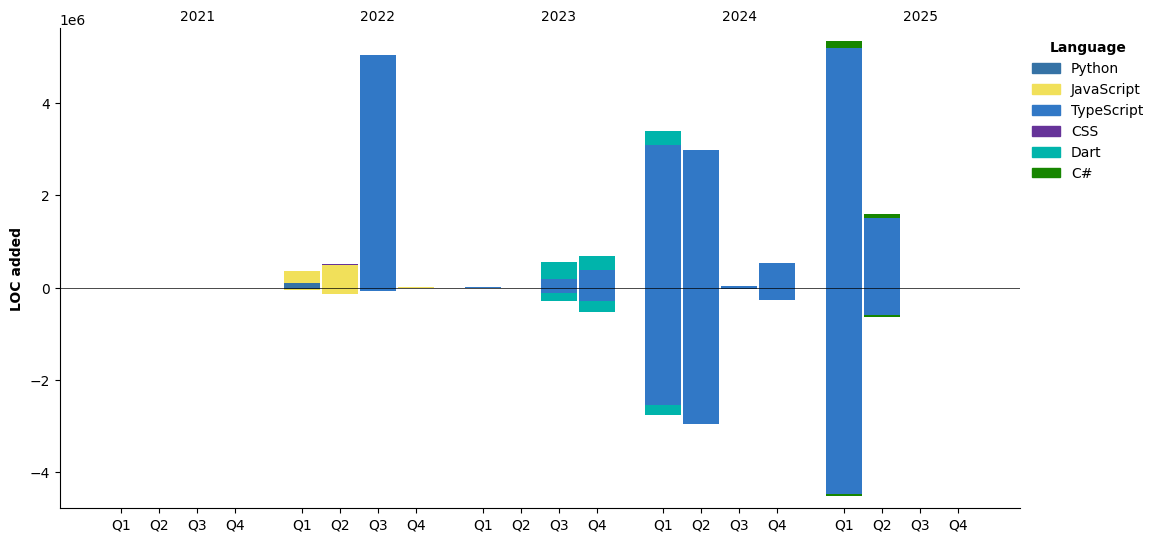 2021 2022 2023 2024 2025
1e6
Language
Python
JavaScript
TypeScript
CSS
Dart
C#
LOC added
4
2
0
−2
−4
Q1 Q2 Q3 Q4 Q1 Q2 Q3 Q4 Q1 Q2 Q3 Q4 Q1 Q2 Q3 Q4 Q1 Q2 Q3 Q4